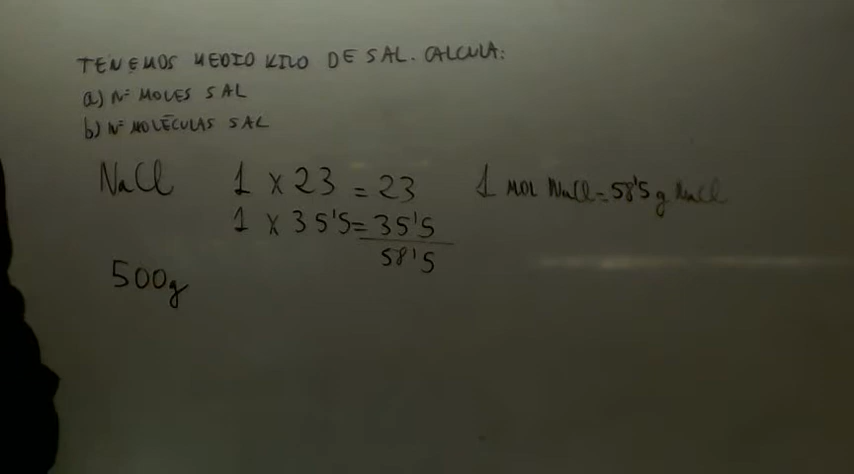 TENEMOS MEDIO KILO DE SAL. CALCULA:
a) Nº MOLES SAL
b) Nº MOLÉCULAS SAL
NaCl 1 x 23 = 23 1 MOL NaCl = 58'5 g NaCl
1 x 35'5 = 35'5
58'5
500g